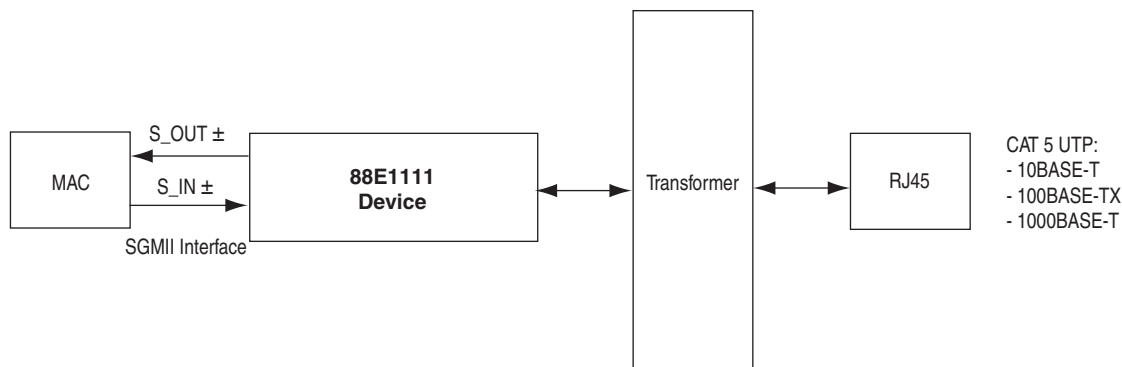 MAC
S_OUT ±
S_IN ±
SGMII Interface
88E1111
Device
Transformer
RJ45
CAT 5 UTP:
- 10BASE-T
- 100BASE-TX
- 1000BASE-T